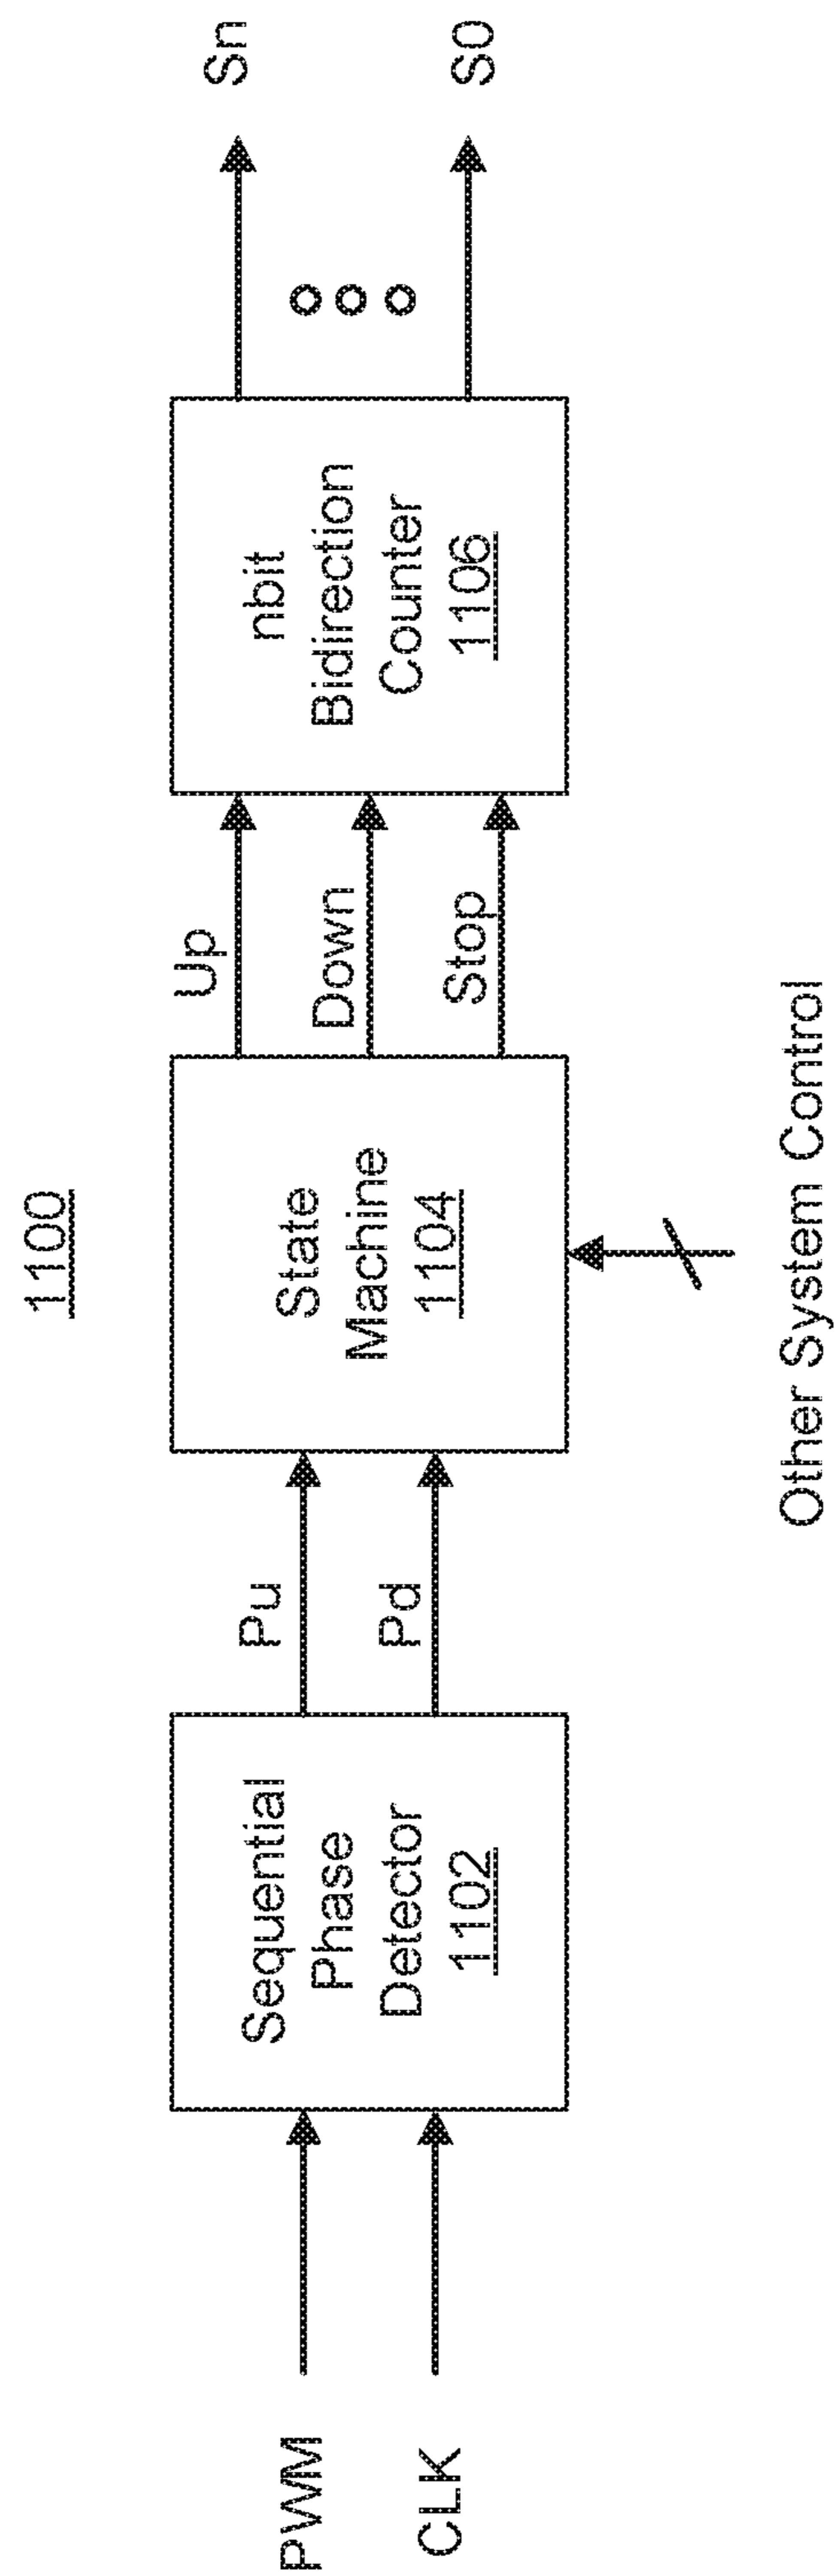 1100
PWM
CLK
Sequential
Phase
Detector
1102
Pu
Pd
State
Machine
1104
Other System Control
Up
Down
Stop
nbit
Bidirection
Counter
1106
Sn
S0